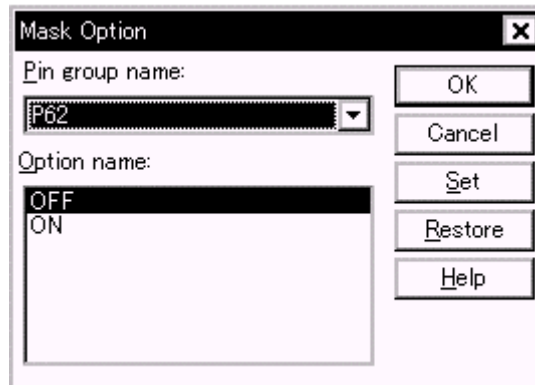 Mask Option
Pin group name:
P62
Option name:
OFF
ON
OK
Cancel
Set
Restore
Help